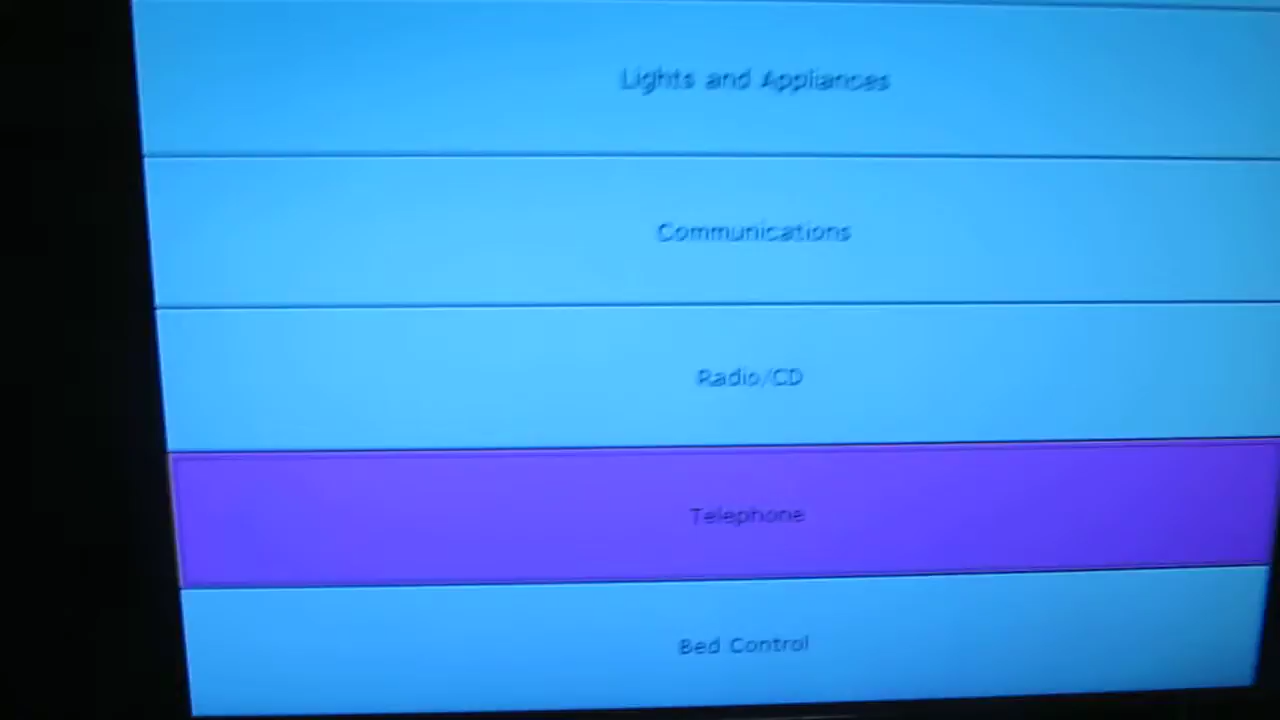 Lights and Appliances
Communications
Radio/CD
Telephone
Bed Control